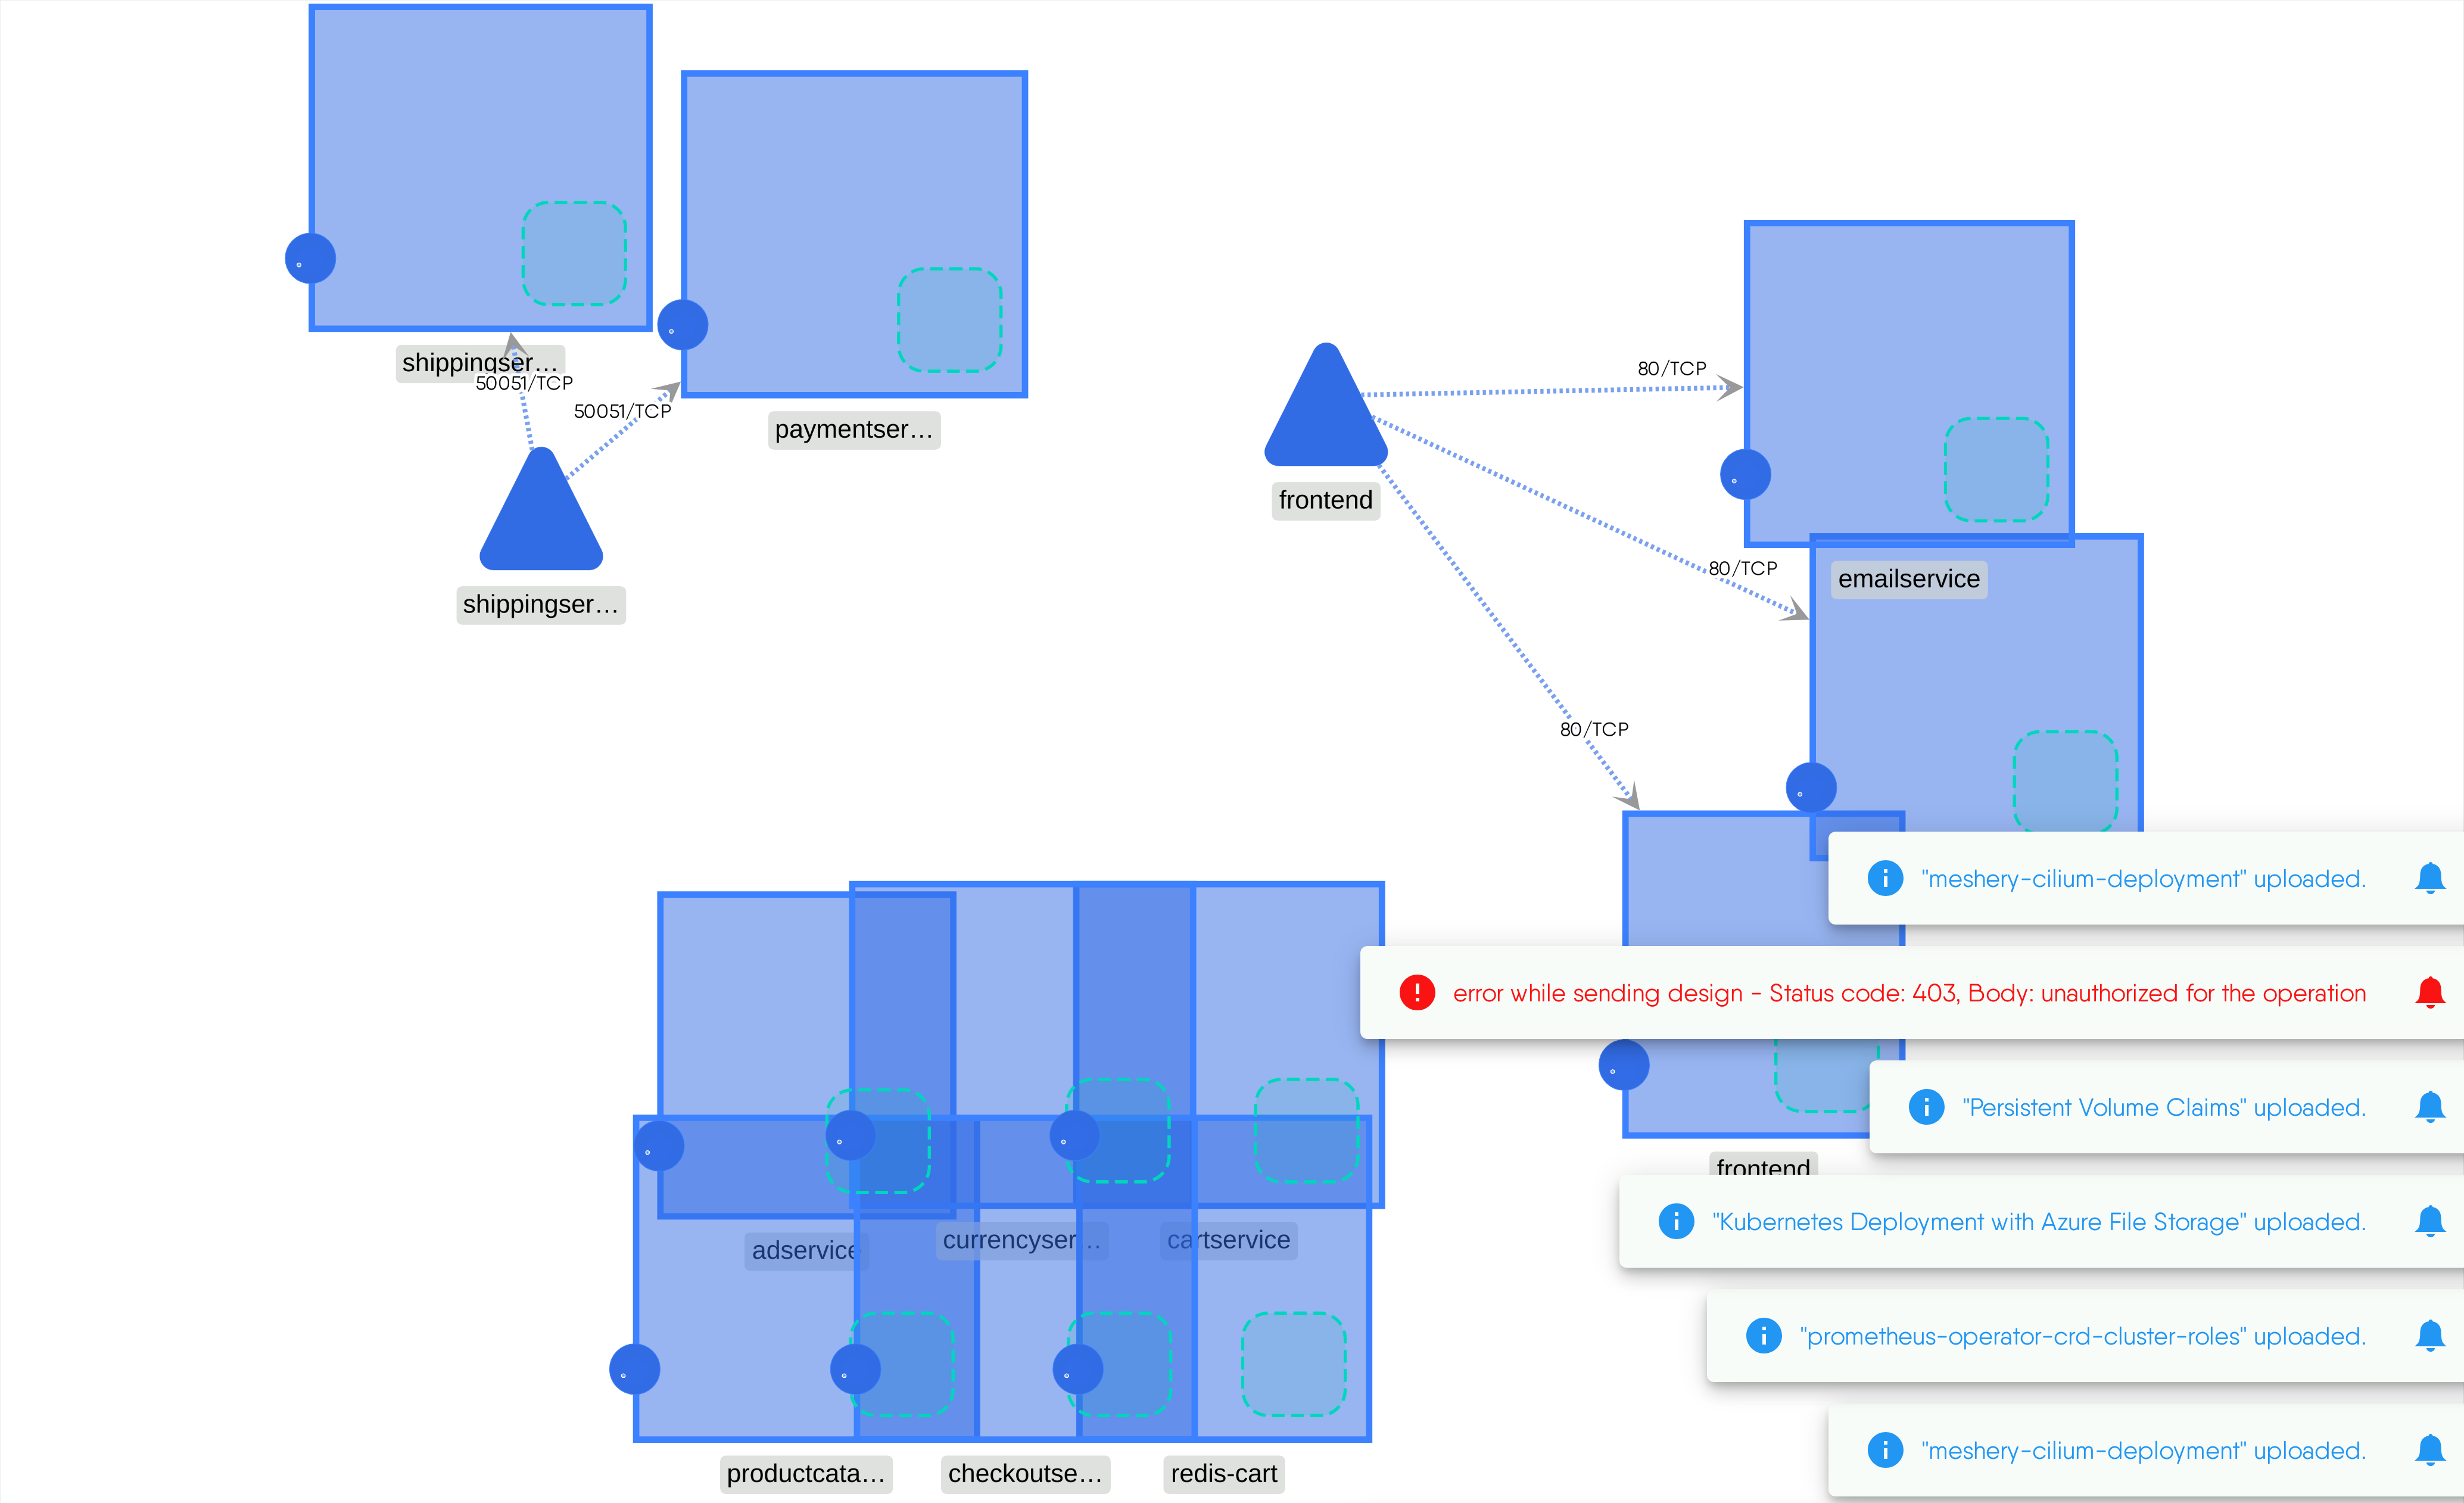 shippingser…
50051/TCP
50051/TCP
paymentser…
shippingser…
frontend
80/TCP
80/TCP
80/TCP
emailservice
"meshery-cilium-deployment" uploaded.
error while sending design - Status code: 403, Body: unauthorized for the operation
"Persistent Volume Claims" uploaded.
frontend
"Kubernetes Deployment with Azure File Storage" uploaded.
"prometheus-operator-crd-cluster-roles" uploaded.
"meshery-cilium-deployment" uploaded.
adservice
currencyser…
cartservice
productcata…
checkoutse…
redis-cart